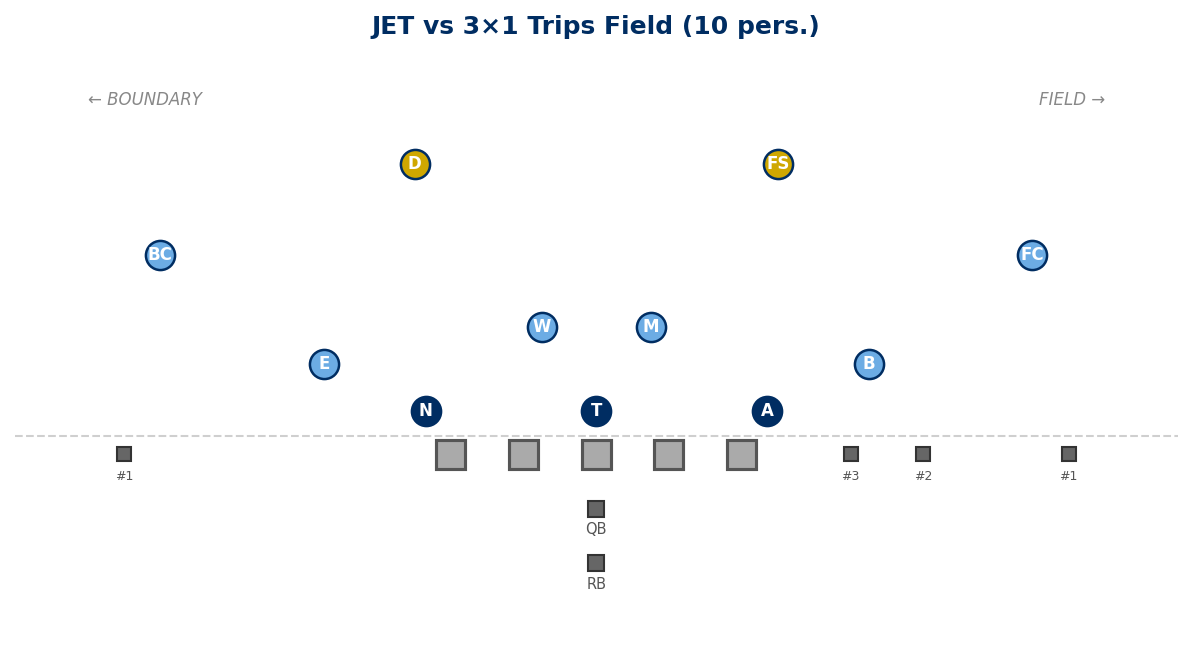 JET vs 3×1 Trips Field (10 pers.)
← BOUNDARY FIELD →
D FS
BC FC
W M
E B
N T A
#1 #3 #2 #1
QB
RB